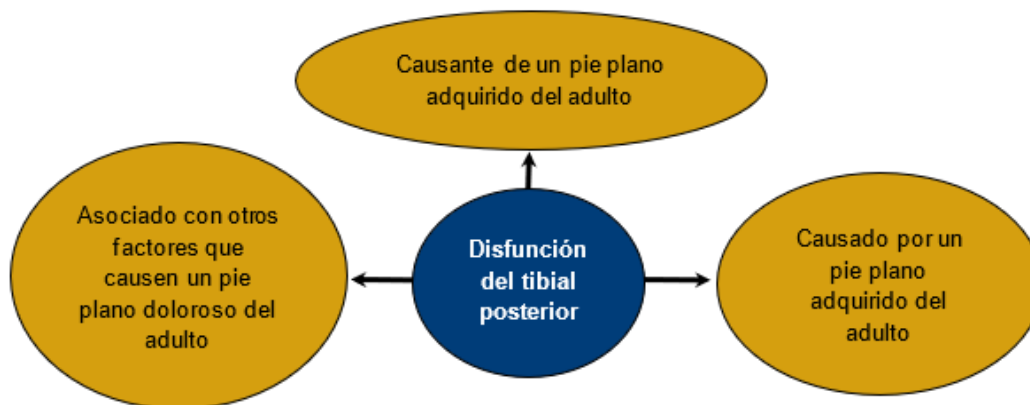 Causante de un pie plano
adquirido del adulto
Asociado con otros
factores que
causen un pie
plano doloroso del
adulto
Disfunción
del tibial
posterior
Causado por un
pie plano
adquirido del
adulto